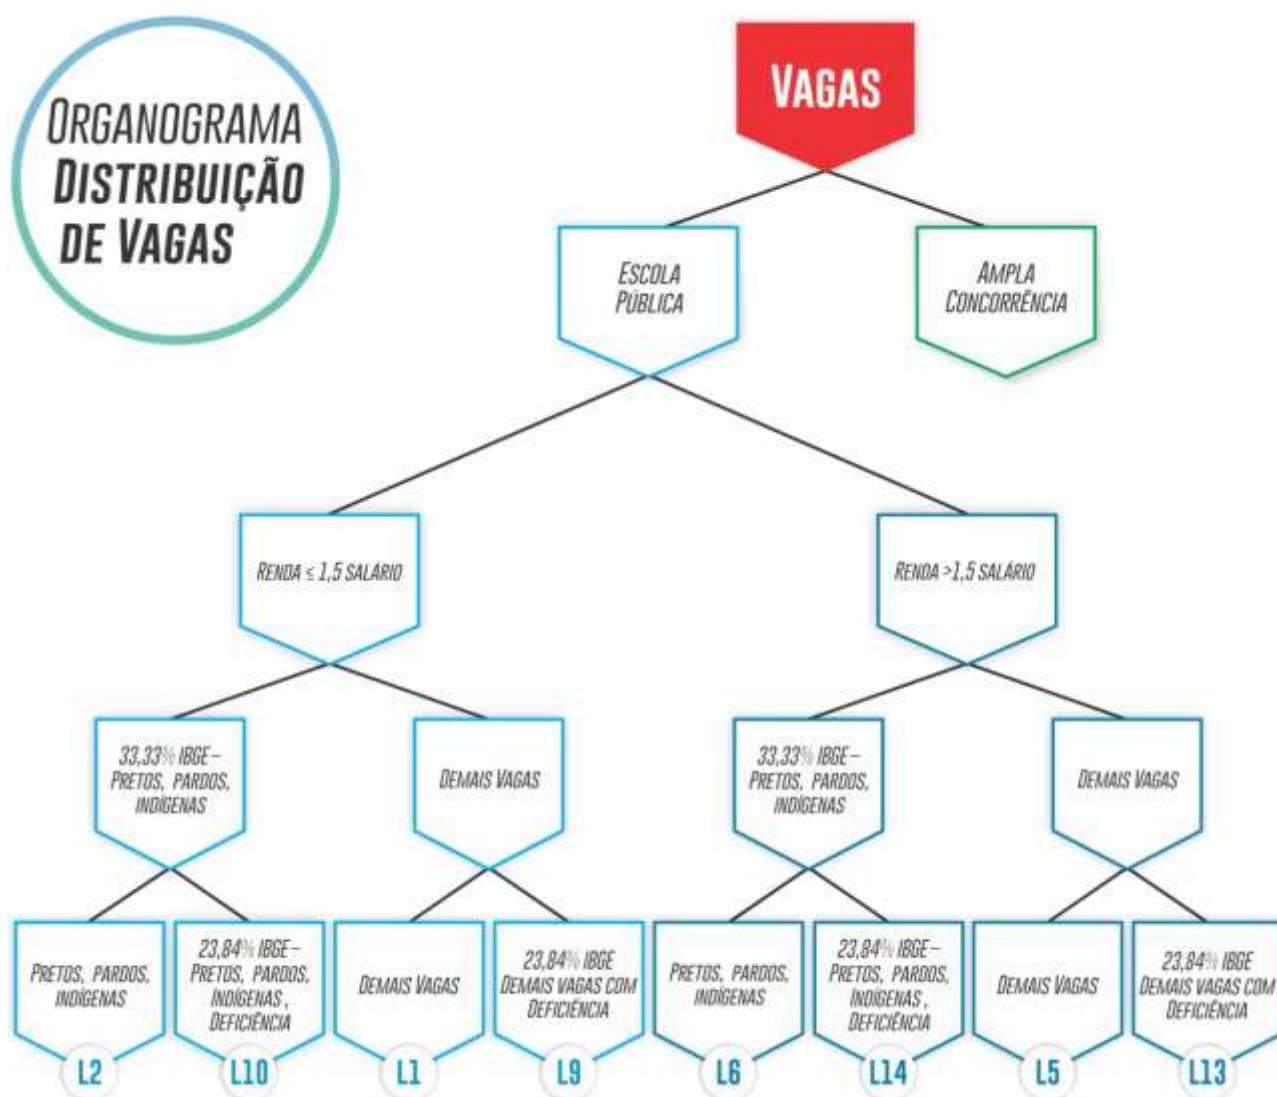 ORGANOGRAMA
DISTRIBUIÇÃO
DE VAGAS
VAGAS
ESCOLA
PÚBLICA
AMPLA
CONCORRÊNCIA
RENDA ≤ 1,5 SALÁRIO
RENDA >1,5 SALÁRIO
33,33% IBGE –
PRETOS, PARDOS,
INDÍGENAS
DEMAIS VAGAS
33,33% IBGE –
PRETOS, PARDOS,
INDÍGENAS
DEMAIS VAGAS
PRETOS, PARDOS,
INDÍGENAS
L2
23,84% IBGE –
PRETOS, PARDOS,
INDÍGENAS ,
DEFICIÊNCIA
L10
DEMAIS VAGAS
L1
23,84% IBGE
DEMAIS VAGAS COM
DEFICIÊNCIA
L9
PRETOS, PARDOS,
INDÍGENAS
L6
23,84% IBGE –
PRETOS, PARDOS,
INDÍGENAS ,
DEFICIÊNCIA
L14
DEMAIS VAGAS
L5
23,84% IBGE
DEMAIS VAGAS COM
DEFICIÊNCIA
L13